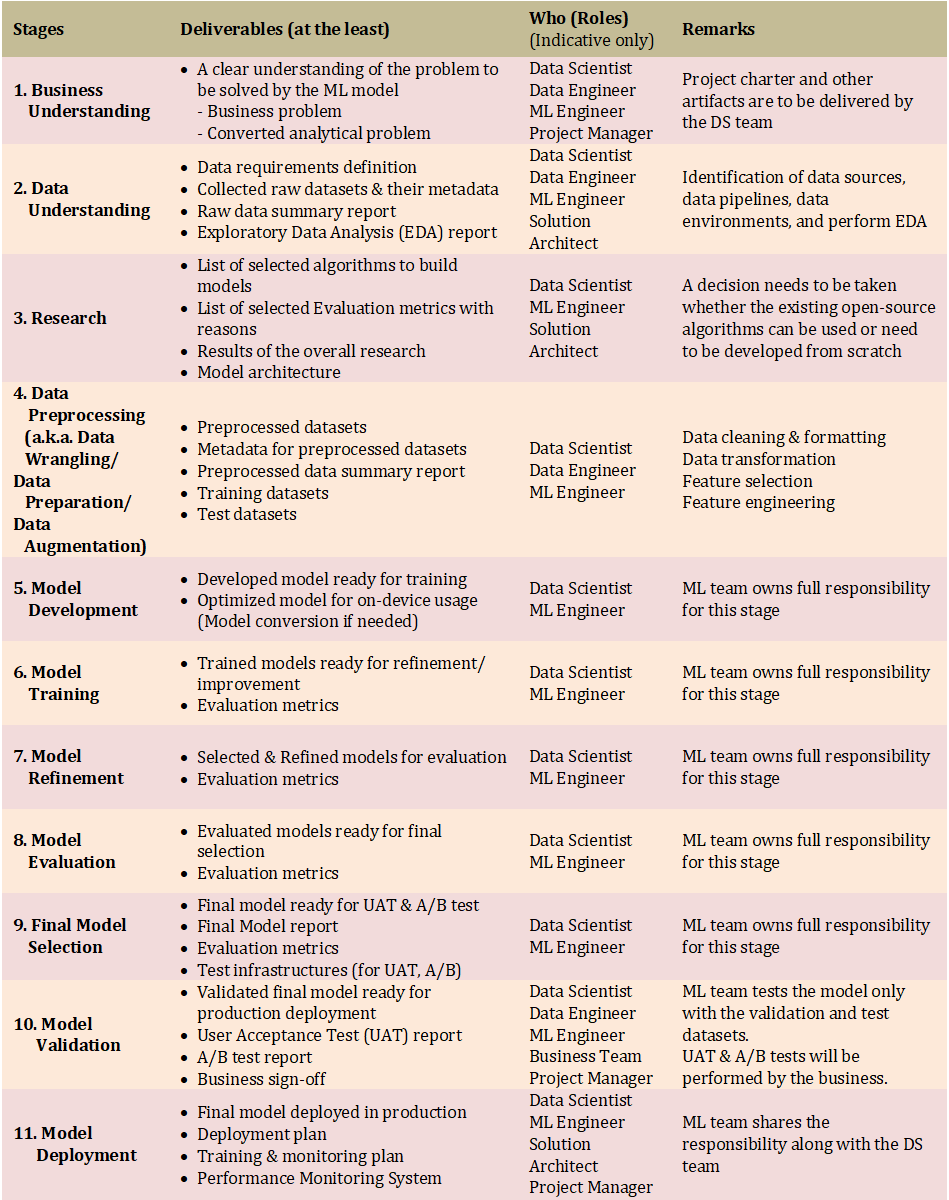 Stages
Deliverables (at the least)
Who (Roles)
(Indicative only)
Remarks
1. Business
Understanding
• A clear understanding of the problem to
be solved by the ML model
- Business problem
- Converted analytical problem
Data Scientist
Data Engineer
ML Engineer
Project Manager
Project charter and other
artifacts are to be delivered by
the DS team
2. Data
Understanding
• Data requirements definition
• Collected raw datasets & their metadata
• Raw data summary report
• Exploratory Data Analysis (EDA) report
Data Scientist
Data Engineer
ML Engineer
Solution
Architect
Identification of data sources,
data pipelines, data
environments, and perform EDA
3. Research
• List of selected algorithms to build
models
• List of selected Evaluation metrics with
reasons
• Results of the overall research
• Model architecture
Data Scientist
ML Engineer
Solution
Architect
A decision needs to be taken
whether the existing open-source
algorithms can be used or need
to be developed from scratch
4. Data
Preprocessing
(a.k.a. Data
Wrangling/
Data
Preparation/
Data
Augmentation)
• Preprocessed datasets
• Metadata for preprocessed datasets
• Preprocessed data summary report
• Training datasets
• Test datasets
Data Scientist
Data Engineer
ML Engineer
Data cleaning & formatting
Data transformation
Feature selection
Feature engineering
5. Model
Development
• Developed model ready for training
• Optimized model for on-device usage
(Model conversion if needed)
Data Scientist
ML Engineer
ML team owns full responsibility
for this stage
6. Model
Training
• Trained models ready for refinement/
improvement
• Evaluation metrics
Data Scientist
ML Engineer
ML team owns full responsibility
for this stage
7. Model
Refinement
• Selected & Refined models for evaluation
• Evaluation metrics
Data Scientist
ML Engineer
ML team owns full responsibility
for this stage
8. Model
Evaluation
• Evaluated models ready for final
selection
• Evaluation metrics
Data Scientist
ML Engineer
ML team owns full responsibility
for this stage
9. Final Model
Selection
• Final model ready for UAT & A/B test
• Final Model report
• Evaluation metrics
• Test infrastructures (for UAT, A/B)
Data Scientist
ML Engineer
ML team owns full responsibility
for this stage
10. Model
Validation
• Validated final model ready for
production deployment
• User Acceptance Test (UAT) report
• A/B test report
• Business sign-off
Data Scientist
Data Engineer
ML Engineer
Business Team
Project Manager
ML team tests the model only
with the validation and test
datasets.
UAT & A/B tests will be
performed by the business.
11. Model
Deployment
• Final model deployed in production
• Deployment plan
• Training & monitoring plan
• Performance Monitoring System
Data Scientist
ML Engineer
Solution
Architect
Project Manager
ML team shares the
responsibility along with the DS
team